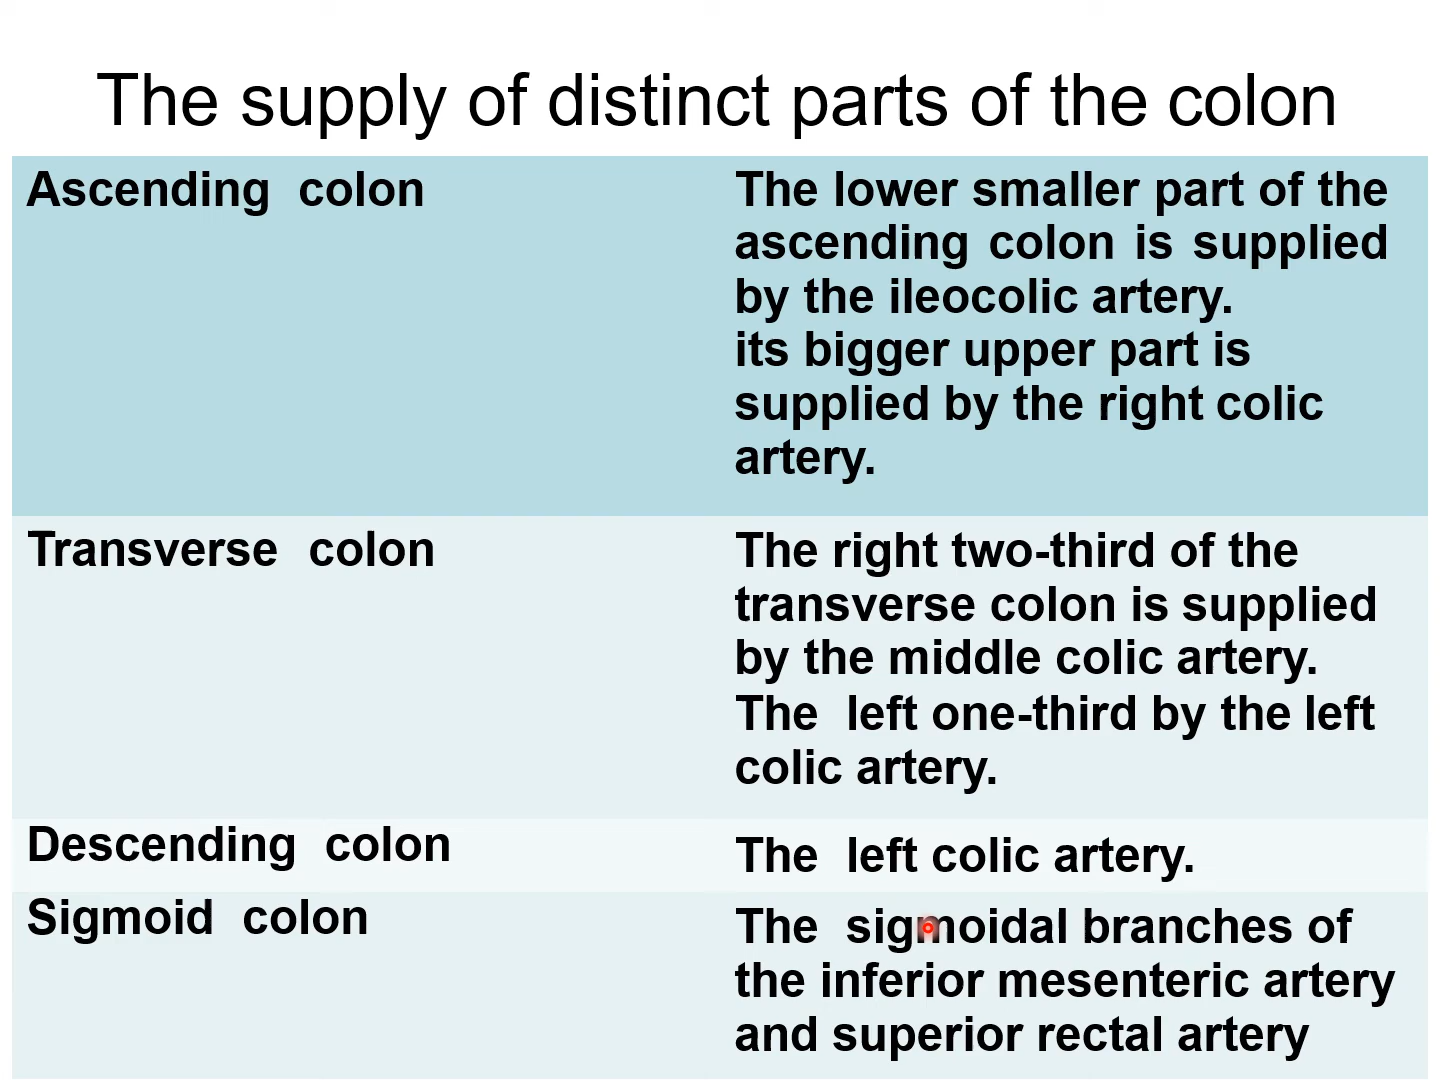 The supply of distinct parts of the colon
Ascending colon
The lower smaller part of the
ascending colon is supplied
by the ileocolic artery.
its bigger upper part is
supplied by the right colic
artery.
Transverse colon
The right two-third of the
transverse colon is supplied
by the middle colic artery.
The left one-third by the left
colic artery.
Descending colon
The left colic artery.
Sigmoid colon
The sigmoidal branches of
the inferior mesenteric artery
and superior rectal artery